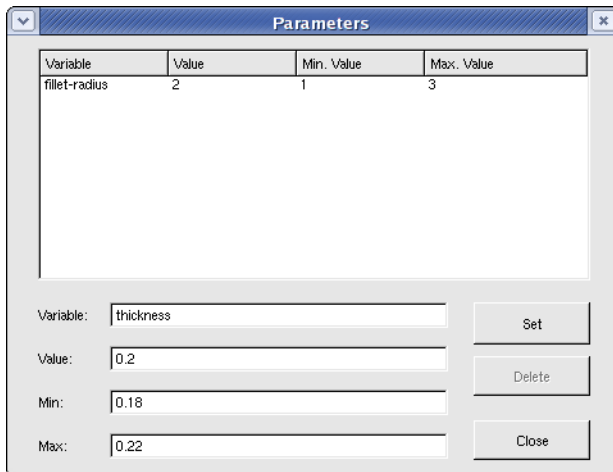 Parameters
Variable Value Min. Value Max. Value
fillet-radius 2 1 3
Variable: thickness
Set
Value: 0.2
Delete
Min: 0.18
Max: 0.22
Close